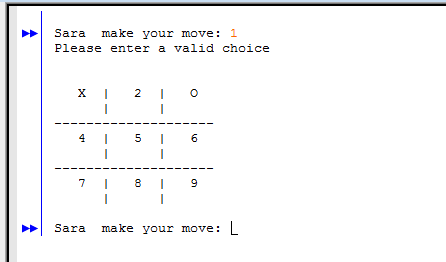 Sara  make your move: 1
Please enter a valid choice
X | 2 | O
| |
--------------------
4 | 5 | 6
| |
--------------------
7 | 8 | 9
| |
Sara  make your move: